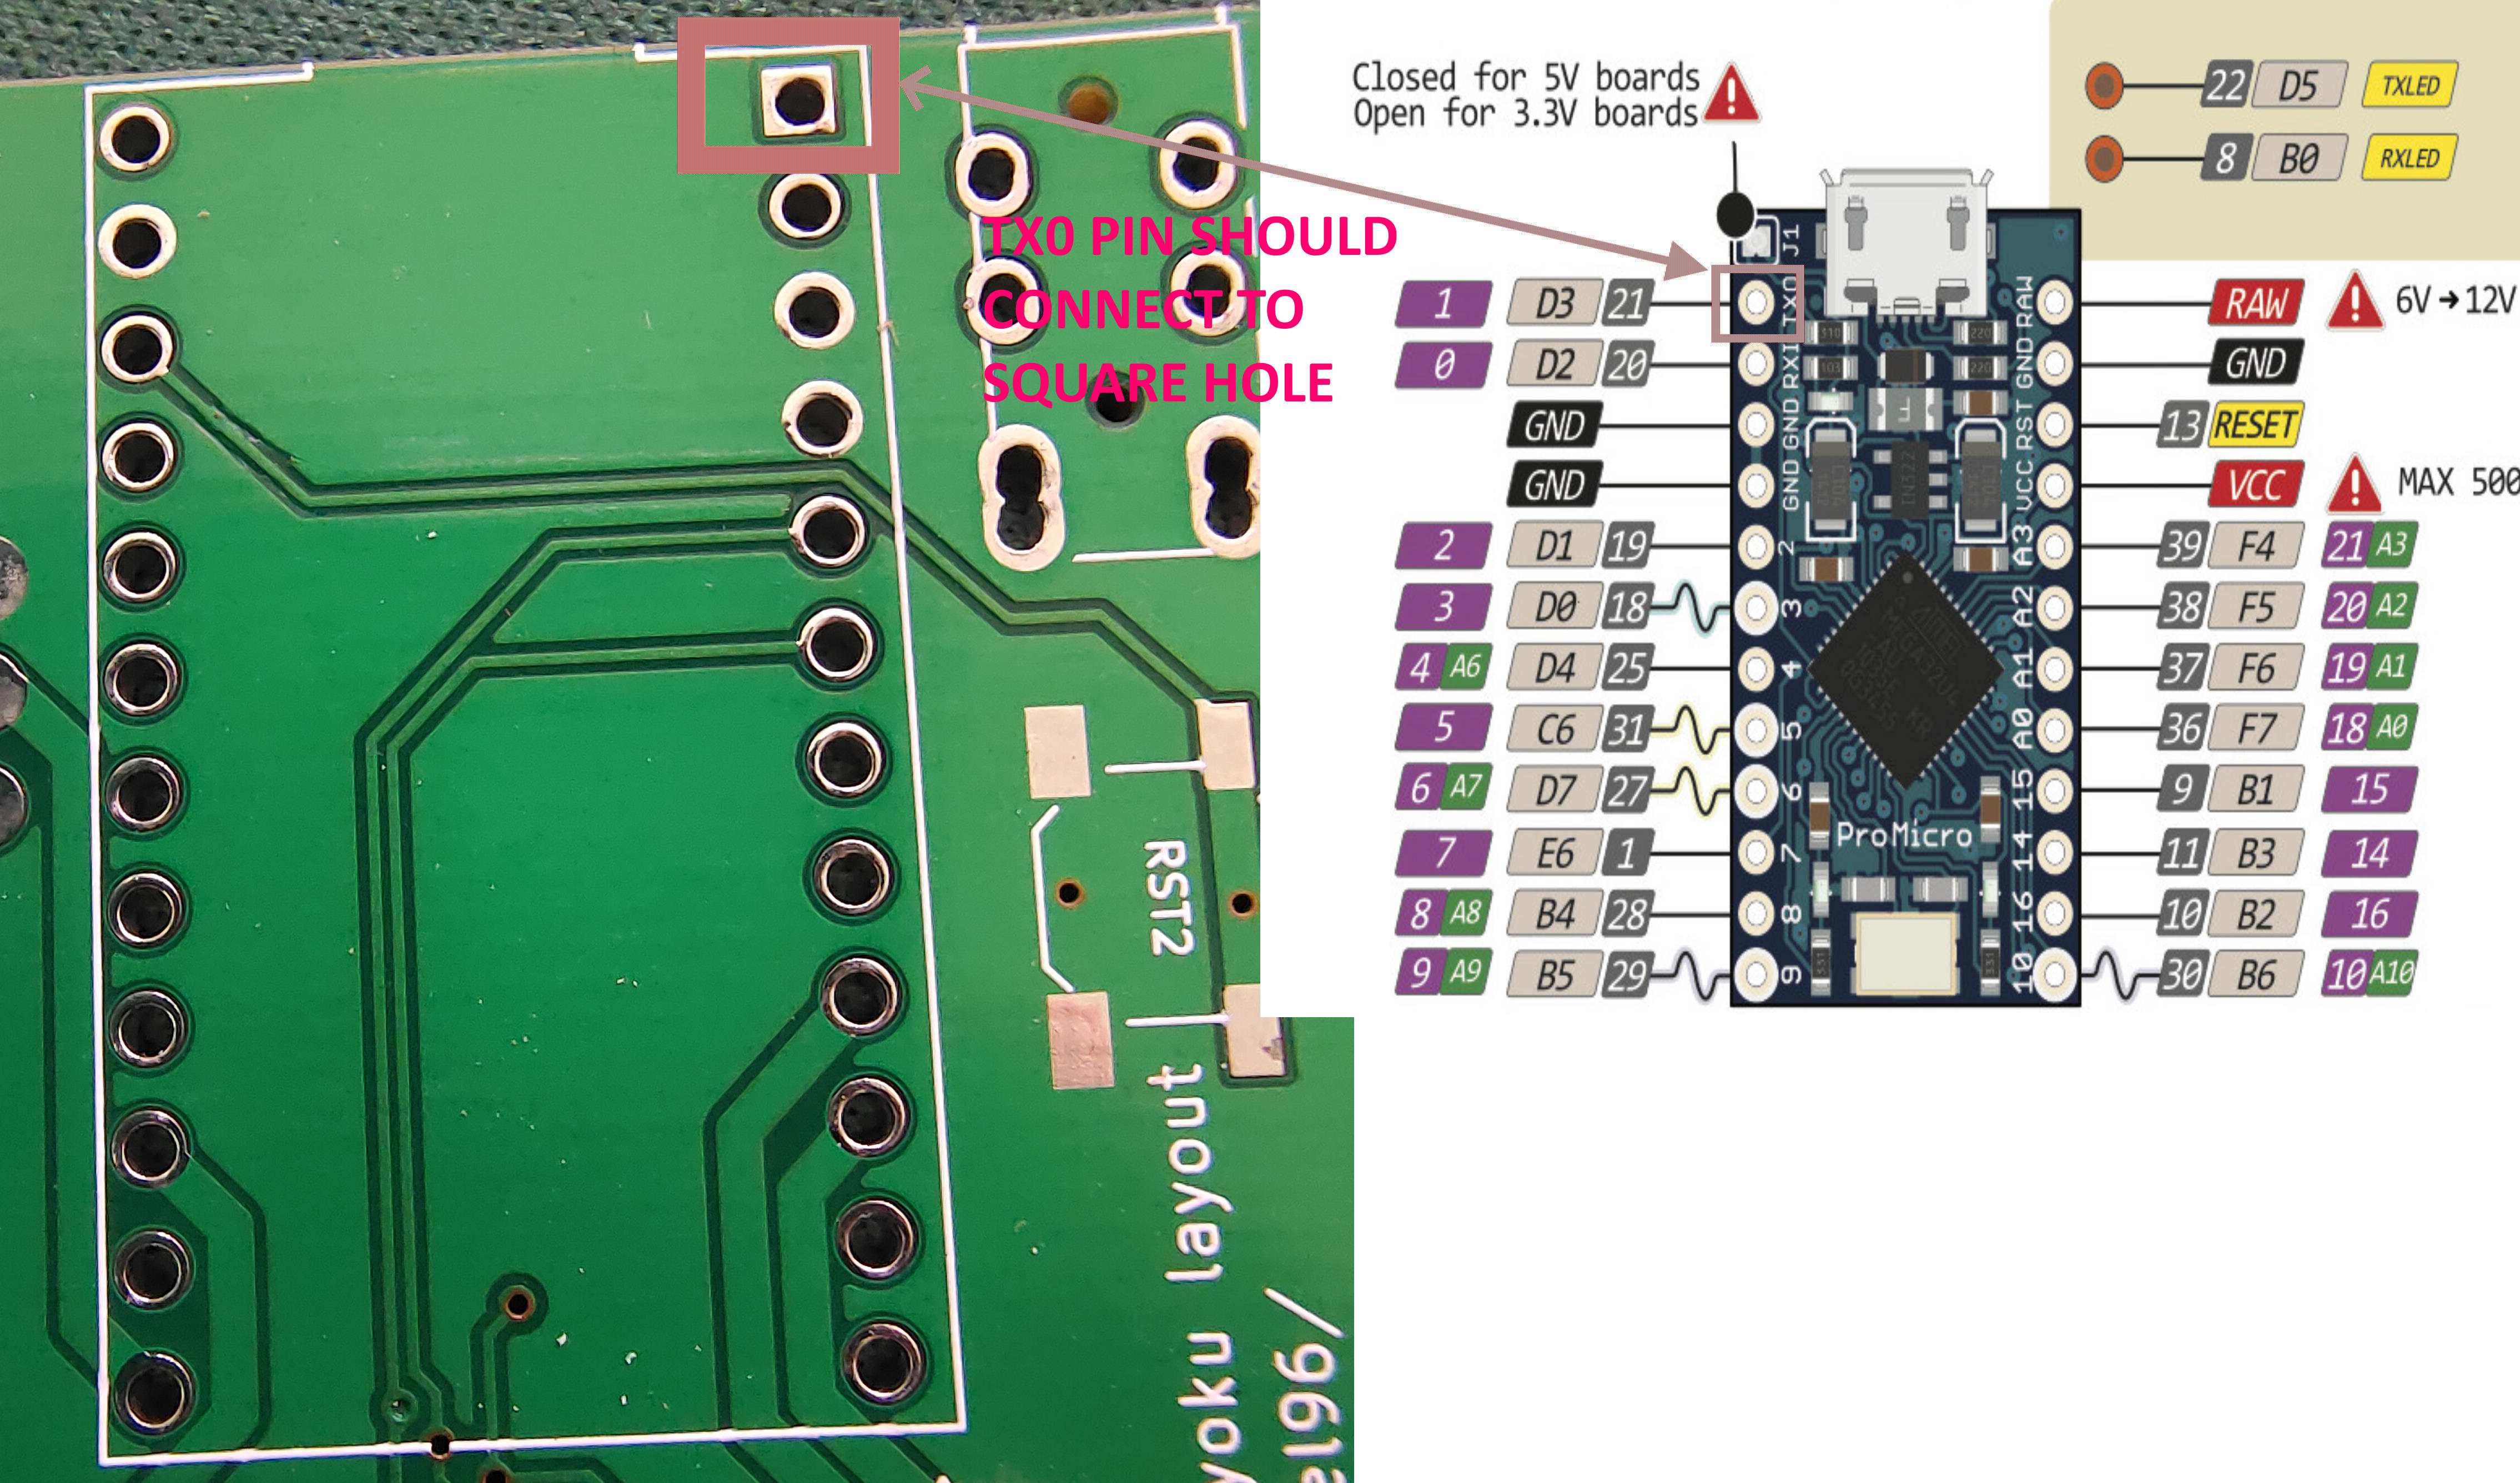 Closed for 5V boards
Open for 3.3V boards
22 D5 TXLED
8 B0 RXLED
TX0 PIN SHOULD
CONNECT TO
SQUARE HOLE
J1
1 D3 21 TXO RAW RAW 6V→12V
0 D2 20 RXI GND GND
GND GND RST 13 RESET
GND GND VCC VCC MAX 500
2 D1 19 2 A3 39 F4 21 A3
3 D0 18 3 A2 38 F5 20 A2
4 A6 D4 25 4 A1 37 F6 19 A1
5 C6 31 5 A0 36 F7 18 A0
6 A7 D7 27 6 15 9 B1 15
7 E6 1 7 14 11 B3 14
8 A8 B4 28 8 16 10 B2 16
9 A9 B5 29 9 10 30 B6 10 A10
ProMicro
RST2
yoku layout
el96/